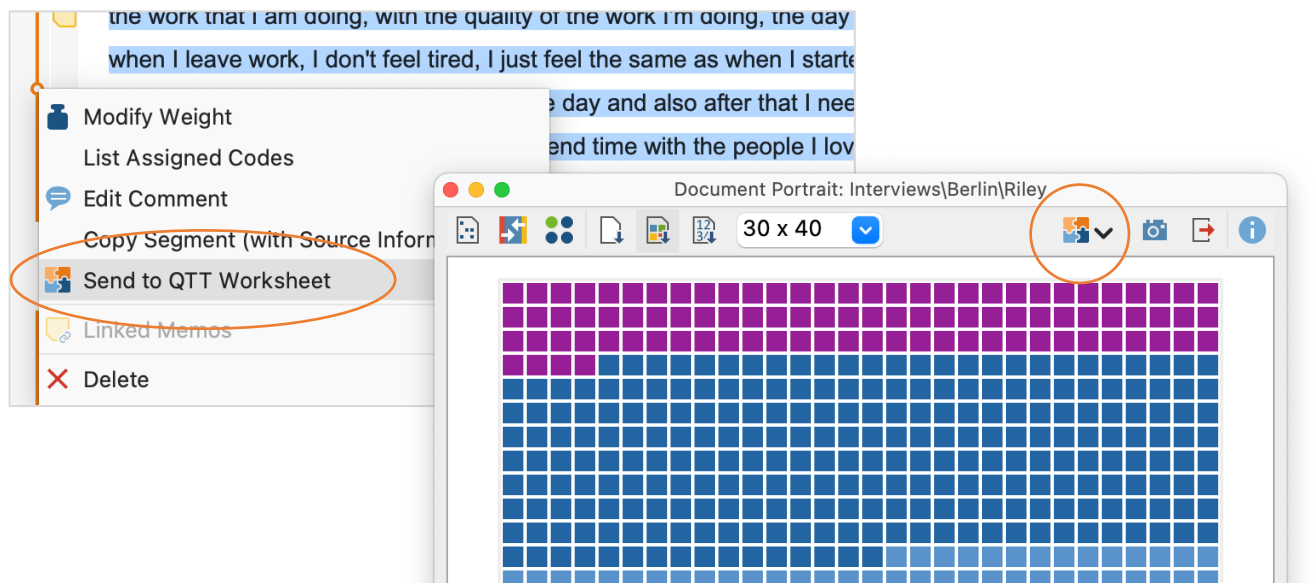 the work that I am doing, with the quality of the work I'm doing, the day
when I leave work, I don't feel tired, I just feel the same as when I starte
e day and also after that I nee
end time with the people I lov
Modify Weight
List Assigned Codes
Edit Comment
Copy Segment (with Source Inform
Send to QTT Worksheet
Linked Memos
Delete
Document Portrait: Interviews\Berlin\Riley
30 x 40